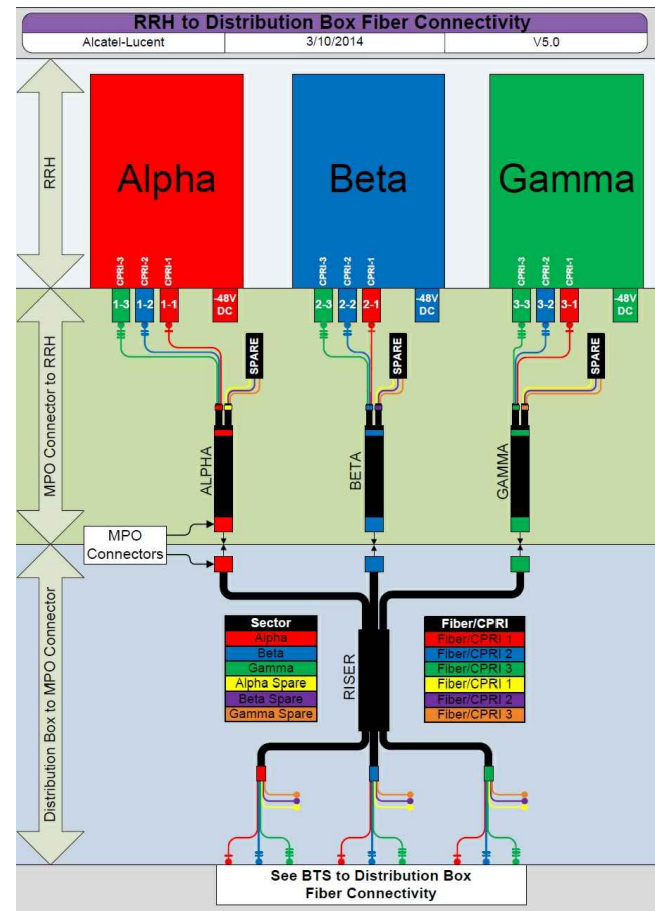 RRH to Distribution Box Fiber Connectivity
Alcatel-Lucent 3/10/2014 V5.0
RRH
Alpha
Beta
Gamma
CPRI-3 CPRI-2 CPRI-1
CPRI-3 CPRI-2 CPRI-1
CPRI-3 CPRI-2 CPRI-1
1-3 1-2 1-1 -48V DC
2-3 2-2 2-1 -48V DC
3-3 3-2 3-1 -48V DC
MPO Connector to RRH
SPARE
SPARE
SPARE
ALPHA
BETA
GAMMA
MPO
Connectors
Distribution Box to MPO Connector
Sector
Alpha
Beta
Gamma
Alpha Spare
Beta Spare
Gamma Spare
RISER
Fiber/CPRI
Fiber/CPRI 1
Fiber/CPRI 2
Fiber/CPRI 3
Fiber/CPRI 1
Fiber/CPRI 2
Fiber/CPRI 3
See BTS to Distribution Box
Fiber Connectivity